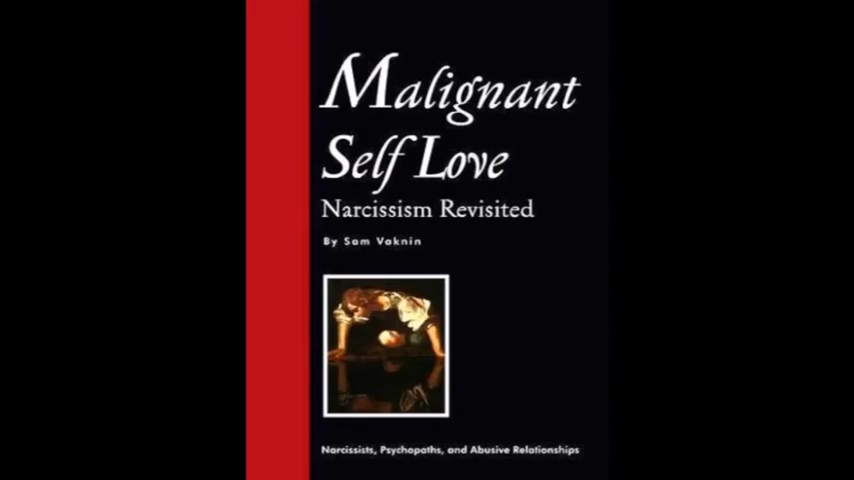 Malignant
Self Love
Narcissism Revisited
By Sam Vaknin
Narcissists, Psychopaths, and Abusive Relationships